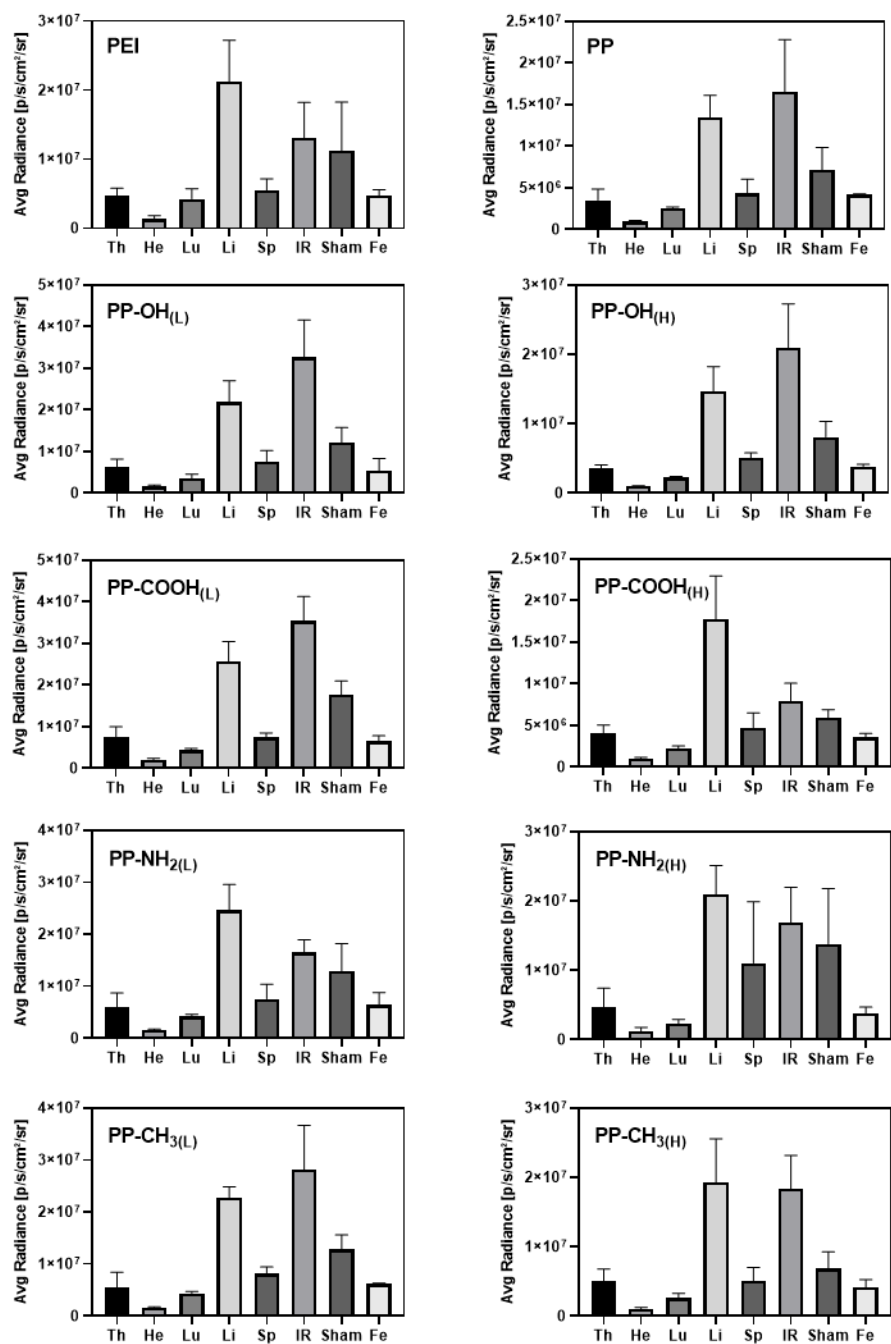 PEI
Avg Radiance [p/s/cm²/sr]
3×10⁷
2×10⁷
1×10⁷
0
Th He Lu Li Sp IR Sham Fe
PP
Avg Radiance [p/s/cm²/sr]
2.5×10⁷
2×10⁷
1.5×10⁷
1×10⁷
5×10⁶
0
Th He Lu Li Sp IR Sham Fe
PP-OH(L)
Avg Radiance [p/s/cm²/sr]
5×10⁷
4×10⁷
3×10⁷
2×10⁷
1×10⁷
0
Th He Lu Li Sp IR Sham Fe
PP-OH(H)
Avg Radiance [p/s/cm²/sr]
3×10⁷
2×10⁷
1×10⁷
0
Th He Lu Li Sp IR Sham Fe
PP-COOH(L)
Avg Radiance [p/s/cm²/sr]
5×10⁷
4×10⁷
3×10⁷
2×10⁷
1×10⁷
0
Th He Lu Li Sp IR Sham Fe
PP-COOH(H)
Avg Radiance [p/s/cm²/sr]
2.5×10⁷
2×10⁷
1.5×10⁷
1×10⁷
5×10⁶
0
Th He Lu Li Sp IR Sham Fe
PP-NH₂(L)
Avg Radiance [p/s/cm²/sr]
4×10⁷
3×10⁷
2×10⁷
1×10⁷
0
Th He Lu Li Sp IR Sham Fe
PP-NH₂(H)
Avg Radiance [p/s/cm²/sr]
3×10⁷
2×10⁷
1×10⁷
0
Th He Lu Li Sp IR Sham Fe
PP-CH₃(L)
Avg Radiance [p/s/cm²/sr]
4×10⁷
3×10⁷
2×10⁷
1×10⁷
0
Th He Lu Li Sp IR Sham Fe
PP-CH₃(H)
Avg Radiance [p/s/cm²/sr]
3×10⁷
2×10⁷
1×10⁷
0
Th He Lu Li Sp IR Sham Fe